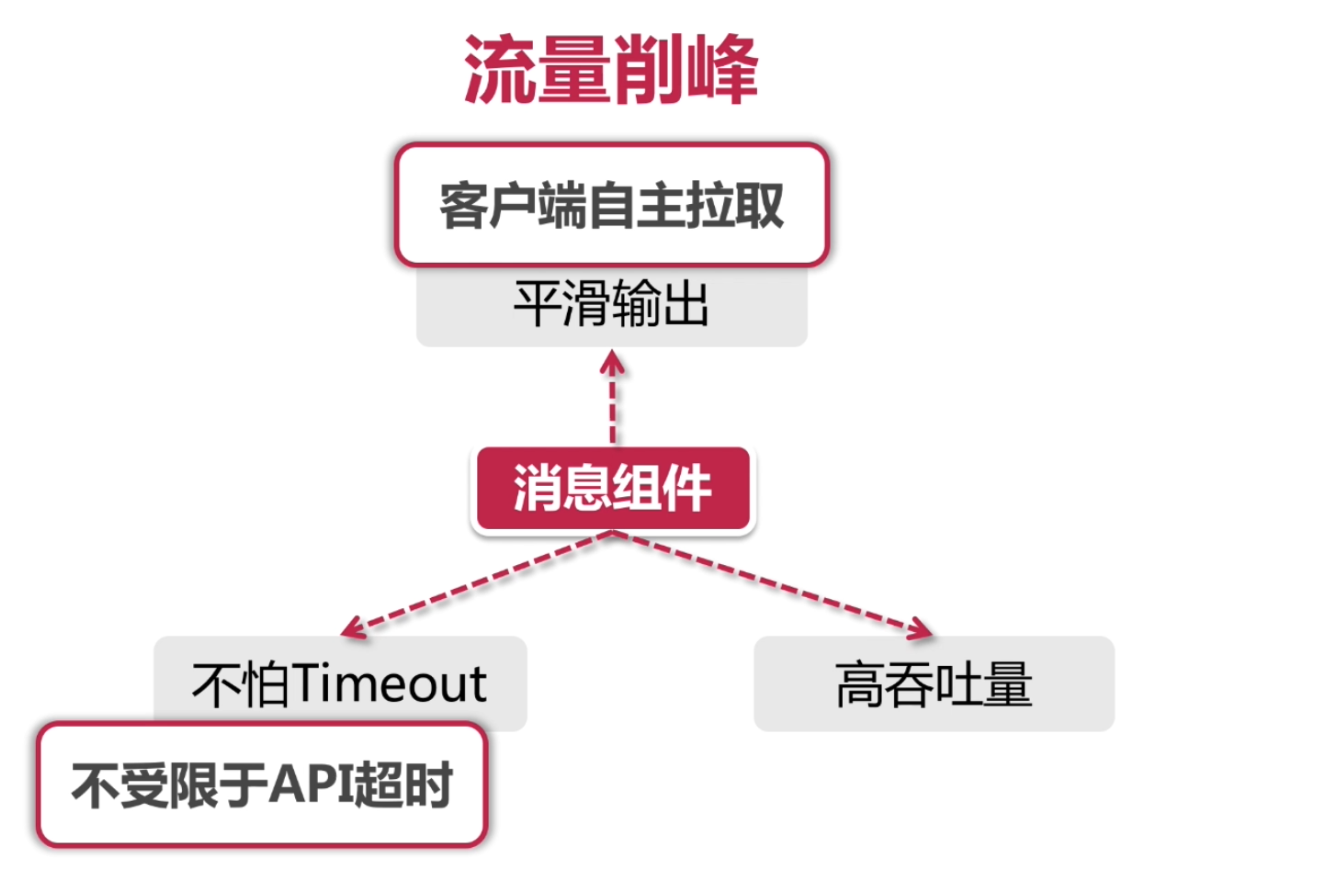 流量削峰
客户端自主拉取
平滑输出
消息组件
不怕Timeout
高吞吐量
不受限于API超时